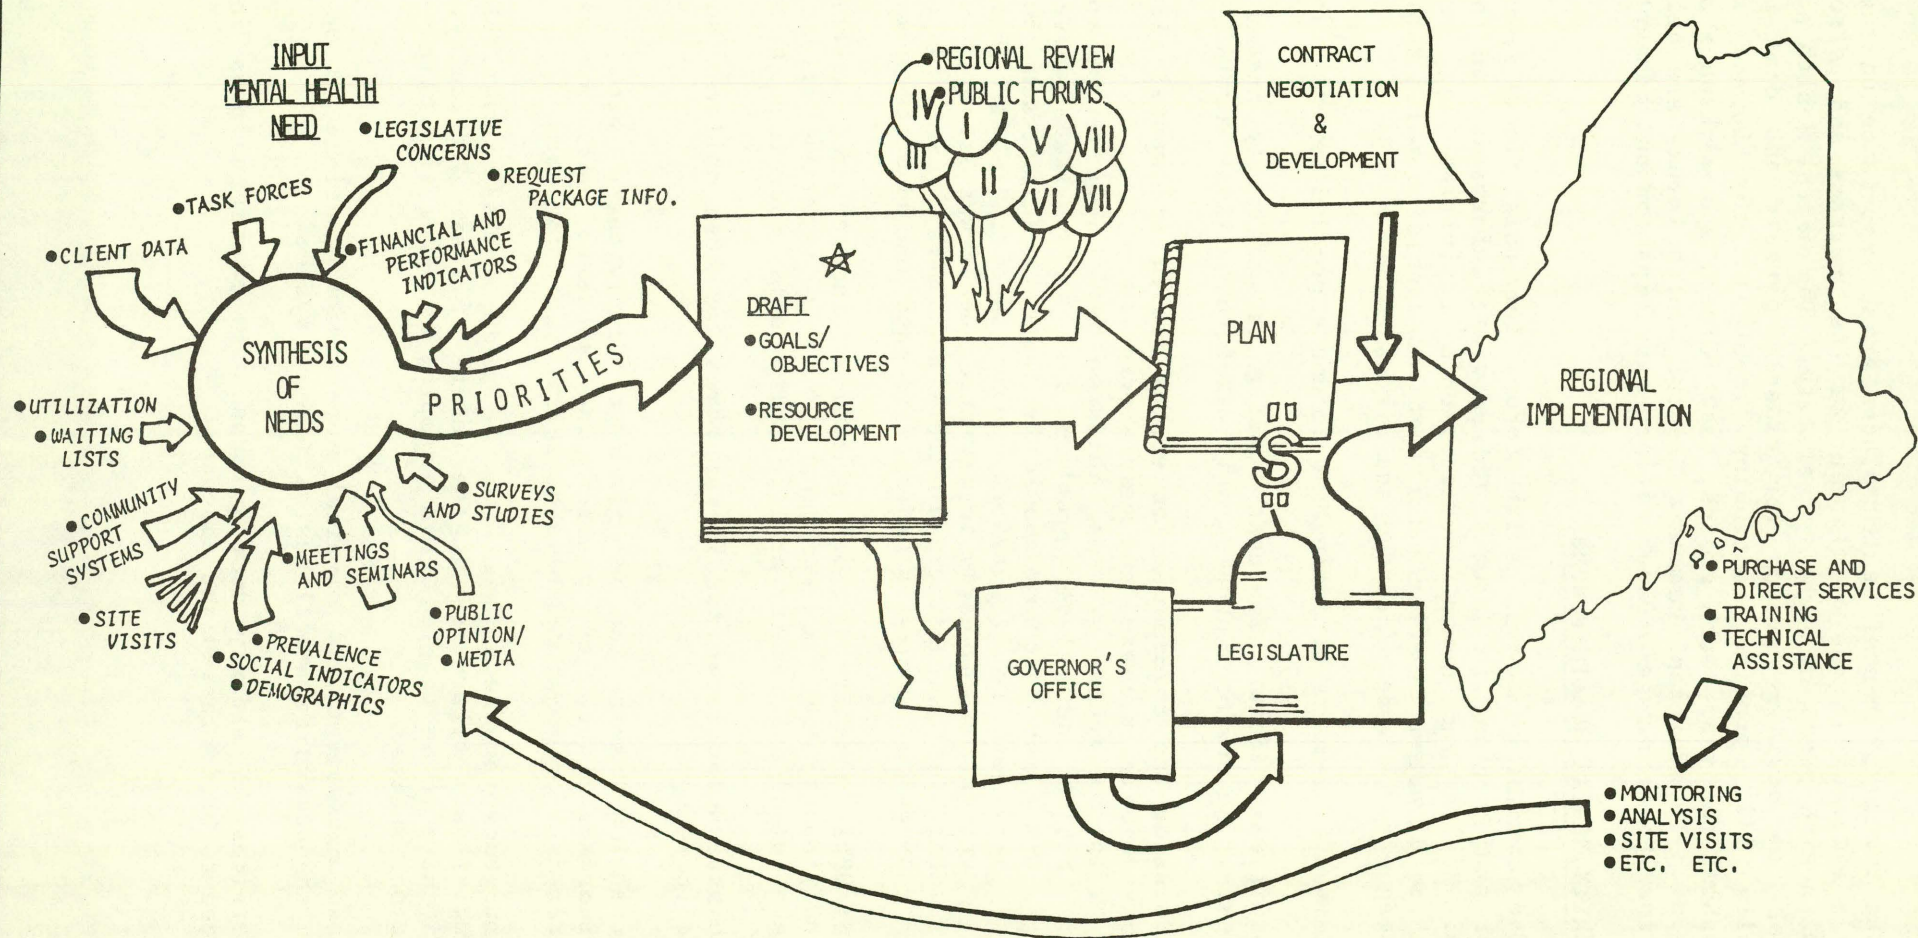 INPUT
MENTAL HEALTH
NEED
●LEGISLATIVE
CONCERNS
●REQUEST
PACKAGE INFO.
●TASK FORCES
●FINANCIAL AND
PERFORMANCE
INDICATORS
●CLIENT DATA
SYNTHESIS
OF
NEEDS
PRIORITIES
●UTILIZATION
●WAITING
LISTS
●COMMUNITY
SUPPORT
SYSTEMS
●SITE
VISITS
●PREVALENCE
●SOCIAL INDICATORS
●DEMOGRAPHICS
●MEETINGS
AND SEMINARS
●SURVEYS
AND STUDIES
●PUBLIC
OPINION/
●MEDIA
DRAFT
●GOALS/
OBJECTIVES
●RESOURCE
DEVELOPMENT
●REGIONAL REVIEW
●PUBLIC FORUMS
IV
I
V
VIII
III
II
VI
VII
PLAN
$
CONTRACT
NEGOTIATION
&
DEVELOPMENT
GOVERNOR'S
OFFICE
LEGISLATURE
REGIONAL
IMPLEMENTATION
●PURCHASE AND
DIRECT SERVICES
●TRAINING
●TECHNICAL
ASSISTANCE
●MONITORING
●ANALYSIS
●SITE VISITS
●ETC. ETC.